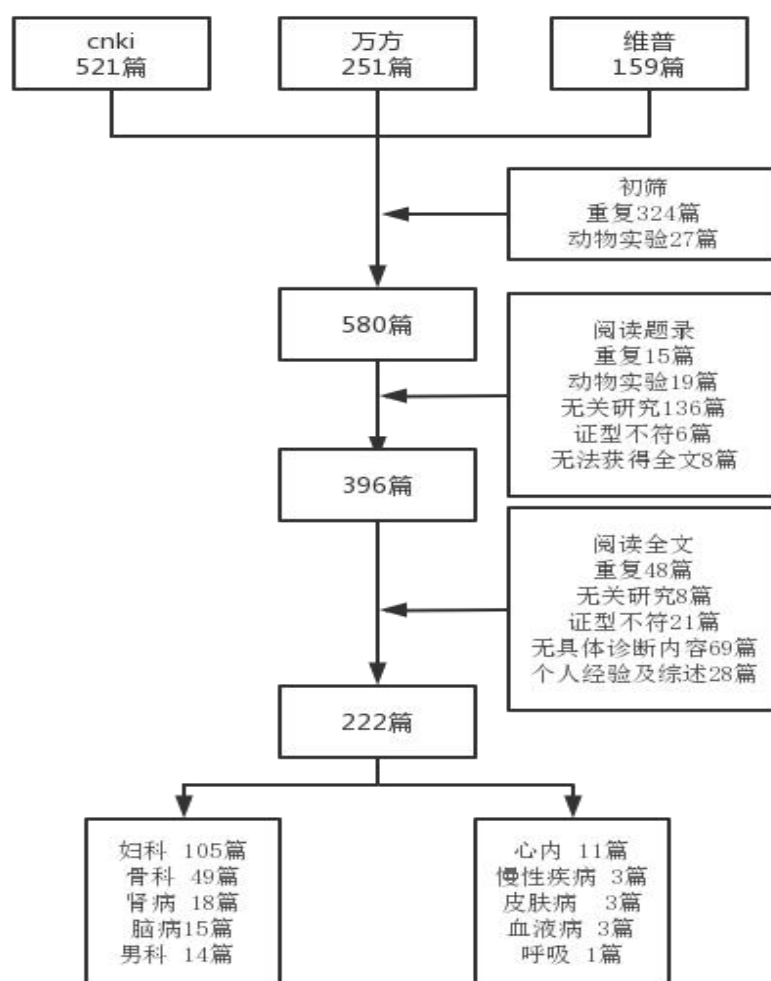 cnki
521篇
万方
251篇
维普
159篇
初筛
重复324篇
动物实验27篇
580篇
阅读题录
重复15篇
动物实验19篇
无关研究136篇
证型不符6篇
无法获得全文8篇
396篇
阅读全文
重复48篇
无关研究8篇
证型不符21篇
无具体诊断内容69篇
个人经验及综述28篇
222篇
妇科 105篇
骨科 49篇
肾病 18篇
脑病15篇
男科 14篇
心内 11篇
慢性疾病 3篇
皮肤病 3篇
血液病 3篇
呼吸 1篇